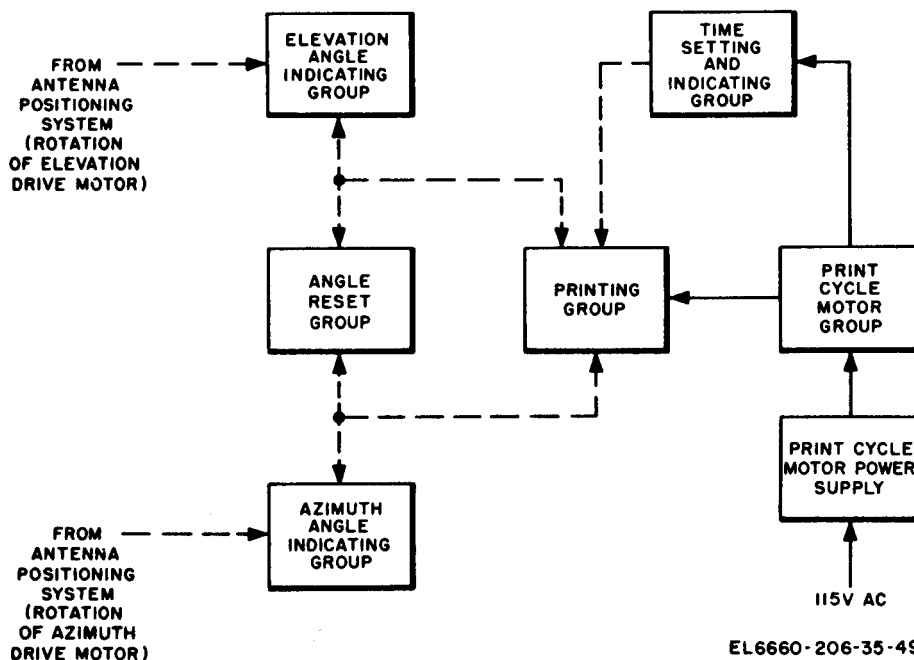 ELEVATION
ANGLE
INDICATING
GROUP
TIME
SETTING
AND
INDICATING
GROUP
FROM
ANTENNA
POSITIONING
SYSTEM
(ROTATION
OF ELEVATION
DRIVE MOTOR)
ANGLE
RESET
GROUP
PRINTING
GROUP
PRINT
CYCLE
MOTOR
GROUP
PRINT CYCLE
MOTOR POWER
SUPPLY
AZIMUTH
ANGLE
INDICATING
GROUP
FROM
ANTENNA
POSITIONING
SYSTEM
(ROTATION
OF AZIMUTH
DRIVE MOTOR)
115V AC
EL6660-206-35-49